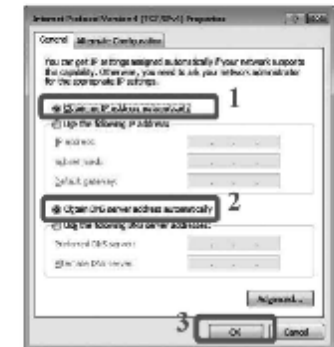 Internet Protocol Version 4 (TCP/IPv4) Properties
General Alternate Configuration
You can get IP settings assigned automatically if your network supports
this capability. Otherwise, you need to ask your network administrator
for the appropriate IP settings.
Obtain an IP address automatically 1
Use the following IP address:
IP address:
Subnet mask:
Default gateway:
Obtain DNS server address automatically 2
Use the following DNS server addresses:
Preferred DNS server:
Alternate DNS server:
Advanced...
3 OK Cancel